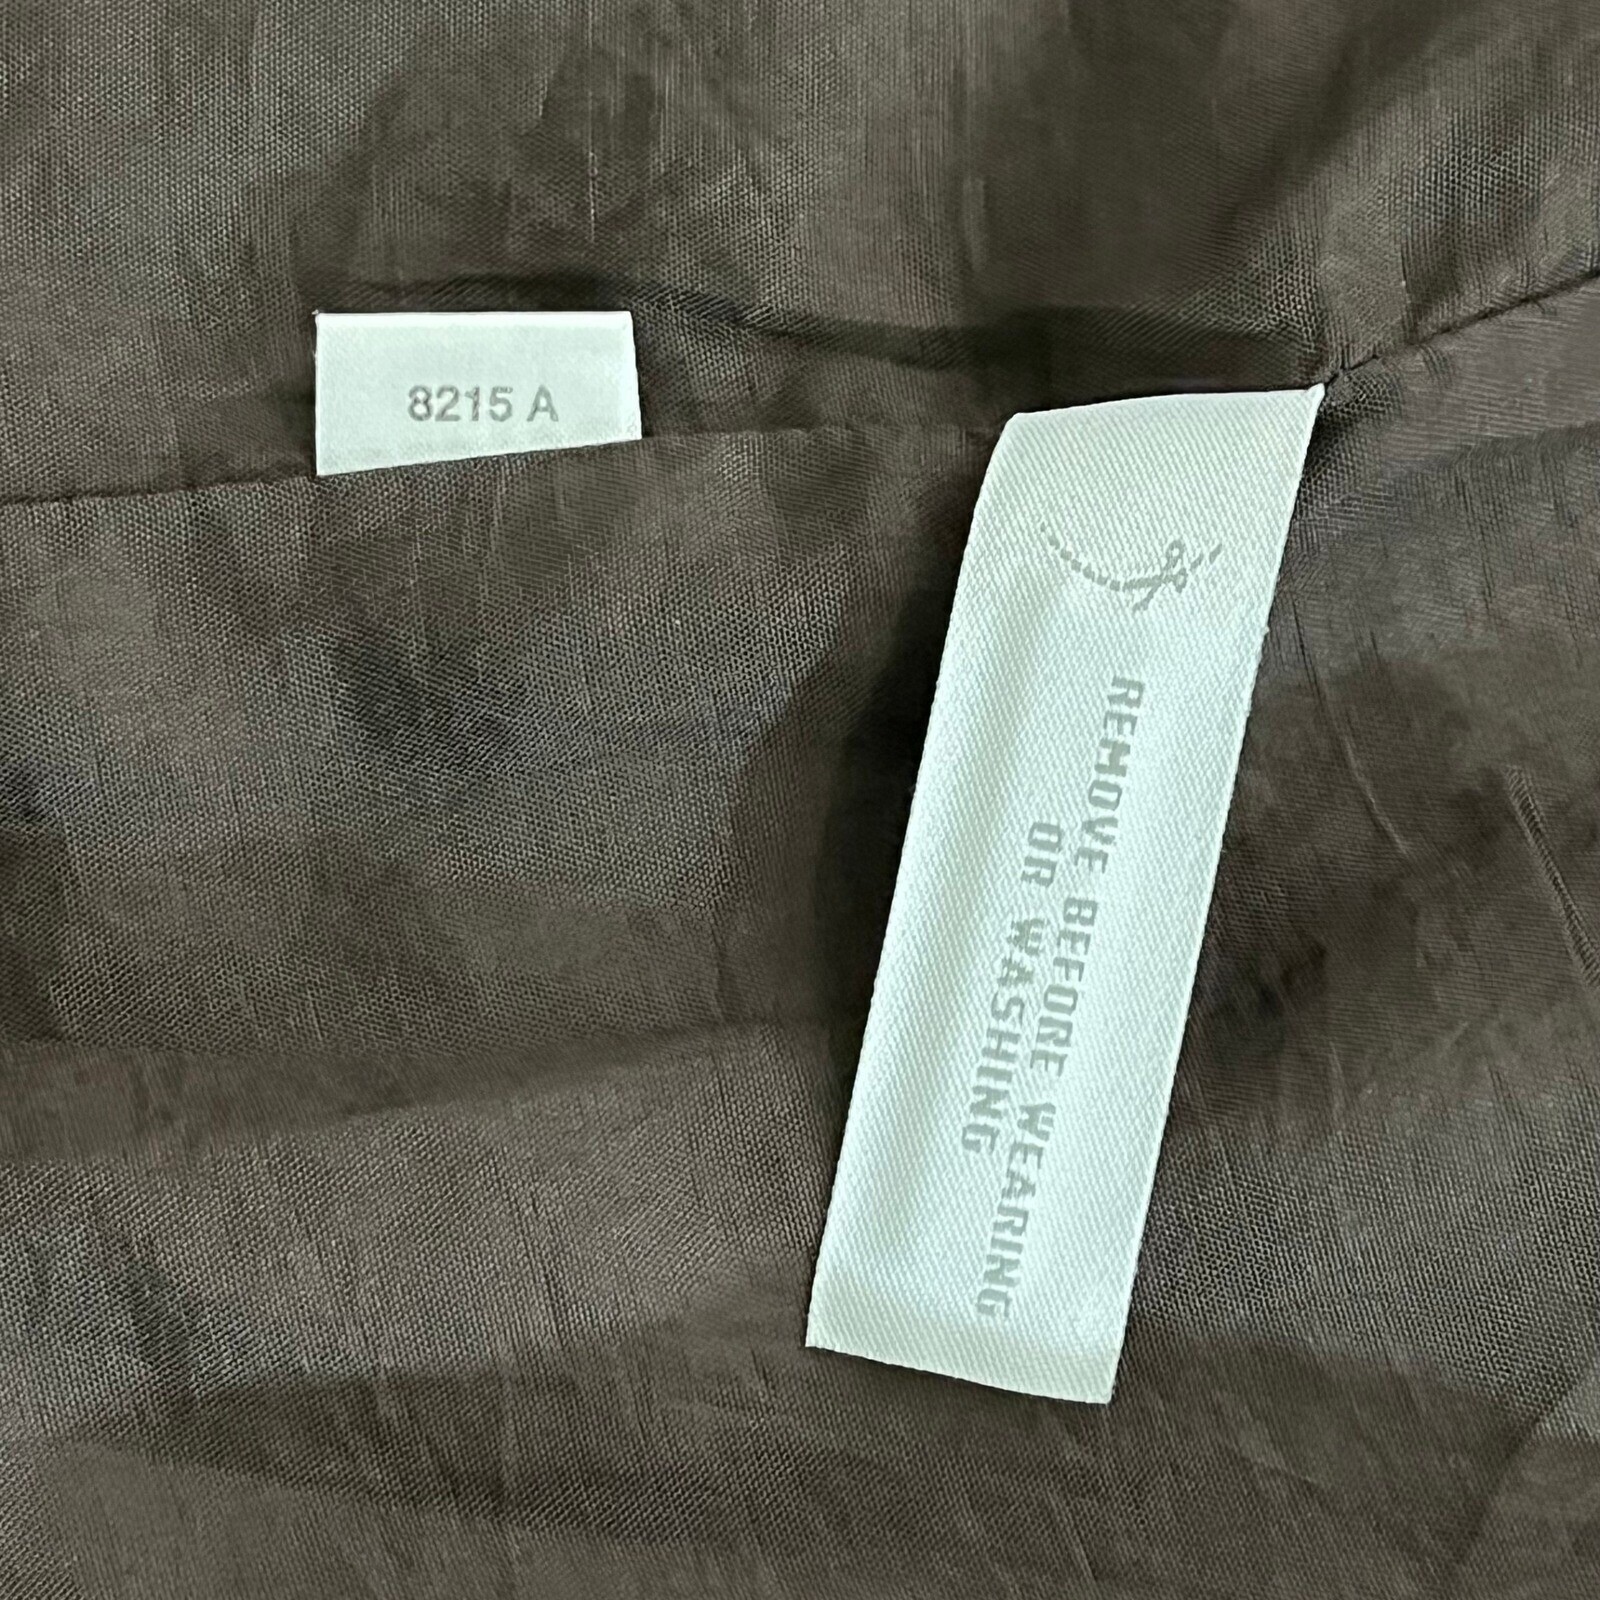 8215 A
REMOVE BEFORE WEARING
OR WASHING